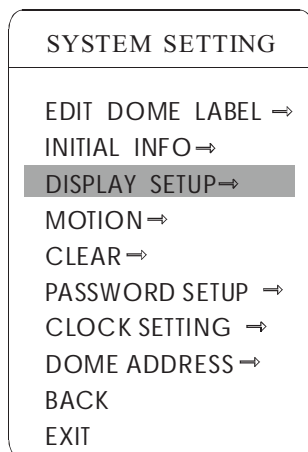 SYSTEM SETTING
EDIT DOME LABEL ⇒
INITIAL INFO ⇒
DISPLAY SETUP ⇒
MOTION ⇒
CLEAR ⇒
PASSWORD SETUP ⇒
CLOCK SETTING ⇒
DOME ADDRESS ⇒
BACK
EXIT